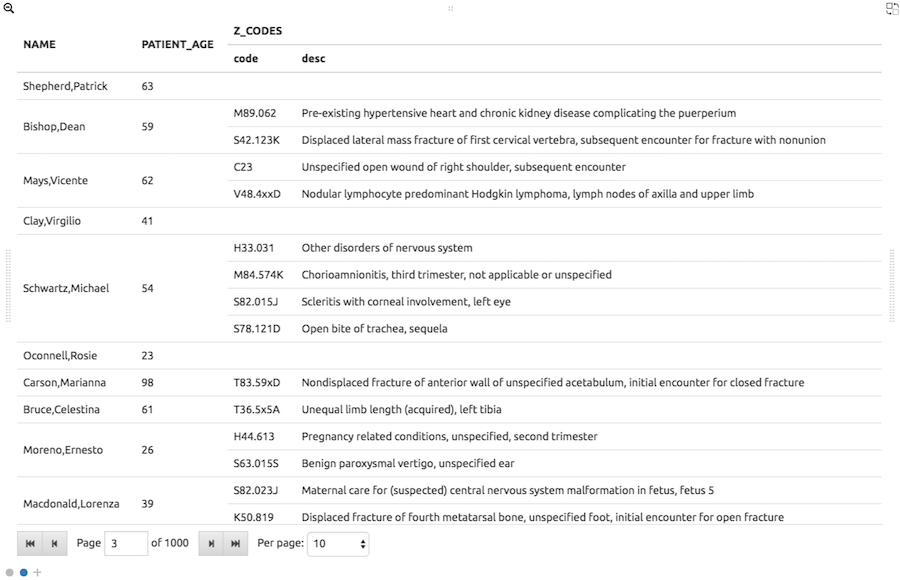 Z_CODES
NAME PATIENT_AGE
code desc
Shepherd,Patrick 63
M89.062 Pre-existing hypertensive heart and chronic kidney disease complicating the puerperium
Bishop,Dean 59
S42.123K Displaced lateral mass fracture of first cervical vertebra, subsequent encounter for fracture with nonunion
C23 Unspecified open wound of right shoulder, subsequent encounter
Mays,Vicente 62
V48.4xxD Nodular lymphocyte predominant Hodgkin lymphoma, lymph nodes of axilla and upper limb
Clay,Virgilio 41
H33.031 Other disorders of nervous system
M84.574K Chorioamnionitis, third trimester, not applicable or unspecified
Schwartz,Michael 54
S82.015J Scleritis with corneal involvement, left eye
S78.121D Open bite of trachea, sequela
Oconnell,Rosie 23
Carson,Marianna 98 T83.59xD Nondisplaced fracture of anterior wall of unspecified acetabulum, initial encounter for closed fracture
Bruce,Celestina 61 T36.5x5A Unequal limb length (acquired), left tibia
H44.613 Pregnancy related conditions, unspecified, second trimester
Moreno,Ernesto 26
S63.015S Benign paroxysmal vertigo, unspecified ear
S82.023J Maternal care for (suspected) central nervous system malformation in fetus, fetus 5
Macdonald,Lorenza 39
K50.819 Displaced fracture of fourth metatarsal bone, unspecified foot, initial encounter for open fracture
Page 3 of 1000 Per page: 10